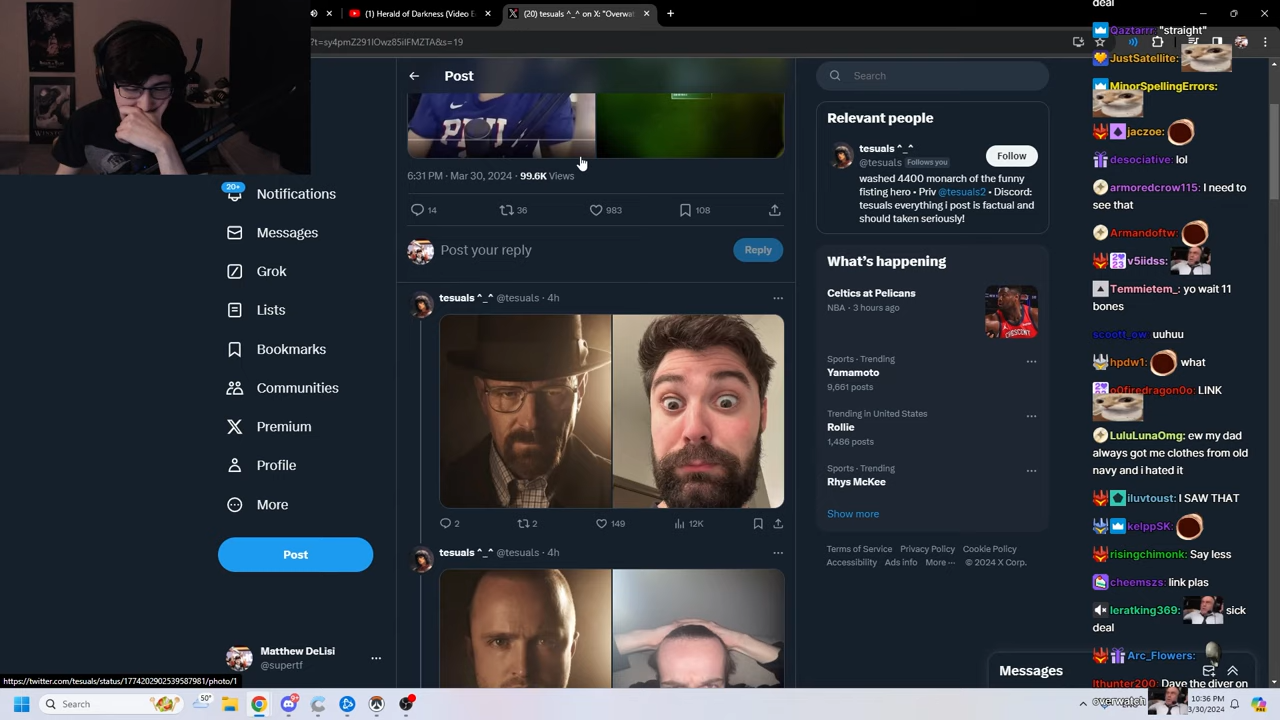 (1) Herald of Darkness (Video E
(20) tesuals ^_^ on X: "Overwat
?t=sy4pmZ291IOwz85ilFMZTA&s=19
Post
6:31 PM · Mar 30, 2024 · 99.6K Views
14 36 983 108
Post your reply
Reply
tesuals ^_^ @tesuals · 4h
2 2 149 12K
tesuals ^_^ @tesuals · 4h
20+
Notifications
Messages
Grok
Lists
Bookmarks
Communities
Premium
Profile
More
Post
Matthew DeLisi
@supertf
https://twitter.com/tesuals/status/1774202902539587981/photo/1
Search
Relevant people
tesuals ^_^
@tesuals Follows you
Follow
washed 4400 monarch of the funny
fisting hero • Priv @tesuals2 • Discord:
tesuals everything i post is factual and
should taken seriously!
What's happening
Celtics at Pelicans
NBA · 3 hours ago
Sports · Trending
Yamamoto
9,661 posts
Trending in United States
Rollie
1,486 posts
Sports · Trending
Rhys McKee
Show more
Terms of Service Privacy Policy Cookie Policy
Accessibility Ads info More ··· © 2024 X Corp.
Messages
deal
Qaztarrr: "straight"
JustSatellite:
MinorSpellingErrors:
jaczoe:
desociative: lol
armoredcrow115: I need to
see that
Armandoftw:
v5iidss:
Temmietem_: yo wait 11
bones
scoott_ow: uuhuu
hpdw1: what
o0firedragon0o: LINK
LuluLunaOmg: ew my dad
always got me clothes from old
navy and i hated it
iluvtoust: I SAW THAT
kelppSK:
risingchimonk: Say less
cheemszs: link plas
leratking369: sick
deal
Arc_Flowers:
lthunter200: Dave the diver on
overwatch
Search
50°
10:36 PM
3/30/2024